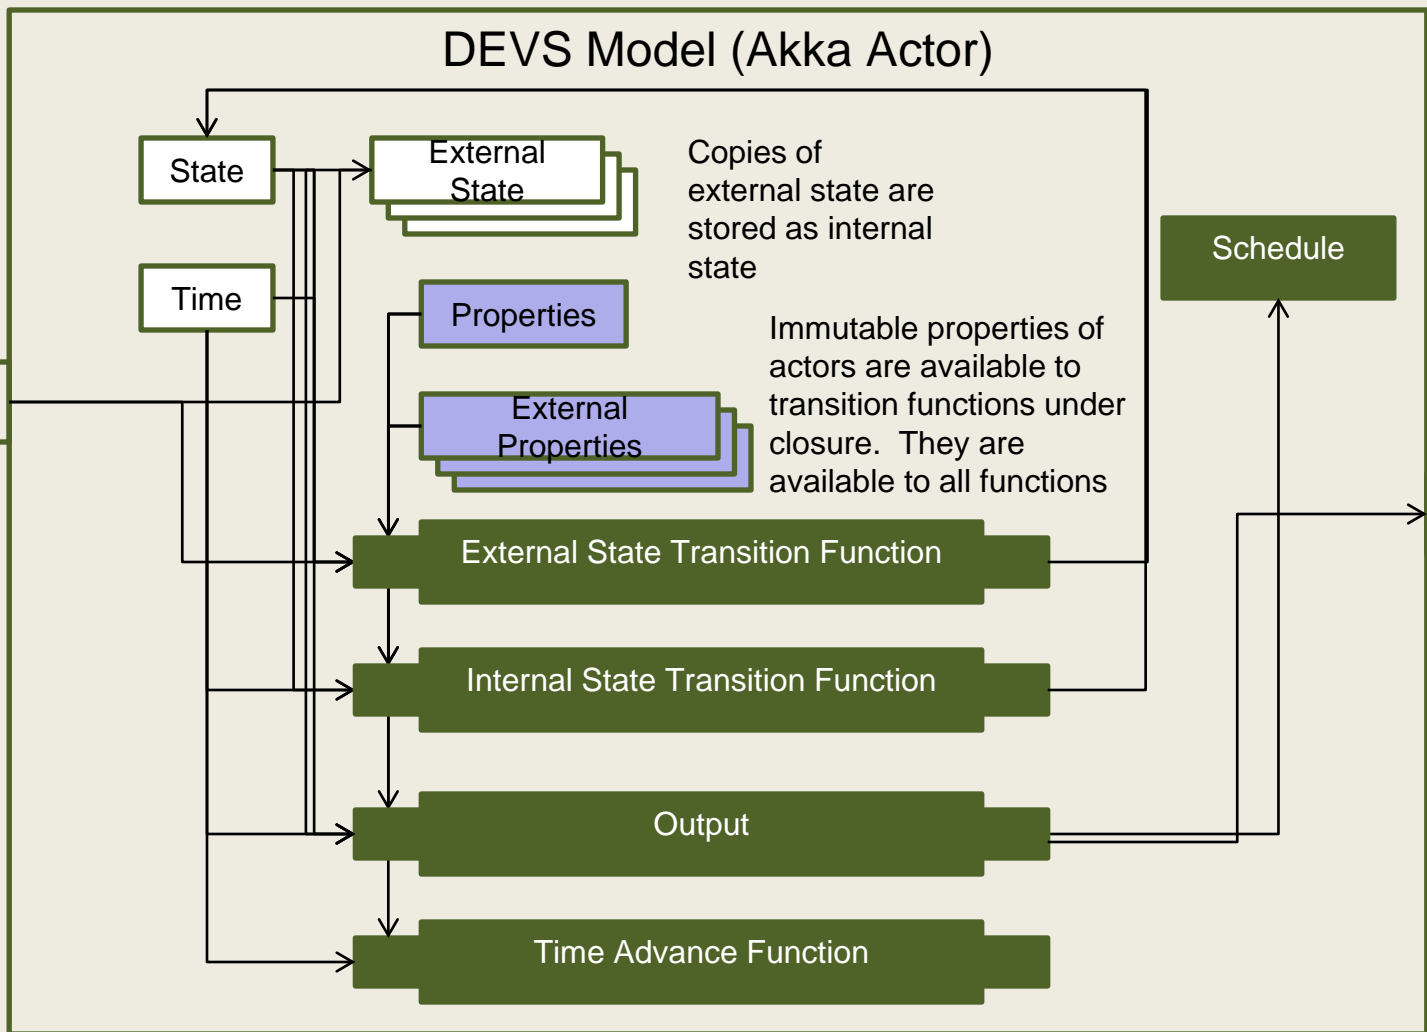 DEVS Model (Akka Actor)
State
External
State
Copies of
external state are
stored as internal
state
Schedule
Time
Properties
Immutable properties of
actors are available to
transition functions under
closure.  They are
available to all functions
External
Properties
External State Transition Function
Internal State Transition Function
Output
Time Advance Function